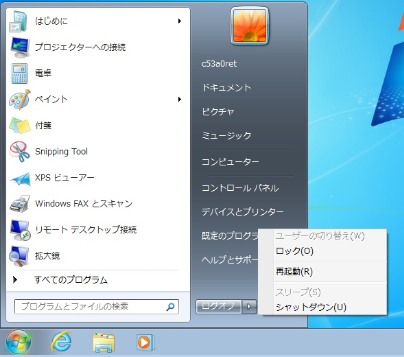 はじめに
プロジェクターへの接続
電卓
ペイント
付箋
Snipping Tool
XPS ビューアー
Windows FAX とスキャン
リモート デスクトップ接続
拡大鏡
すべてのプログラム
プログラムとファイルの検索
c53a0ret
ドキュメント
ピクチャ
ミュージック
コンピューター
コントロール パネル
デバイスとプリンター
既定のプログラ
ヘルプとサポー
ログオフ
ユーザーの切り替え(W)
ロック(O)
再起動(R)
スリープ(S)
シャットダウン(U)